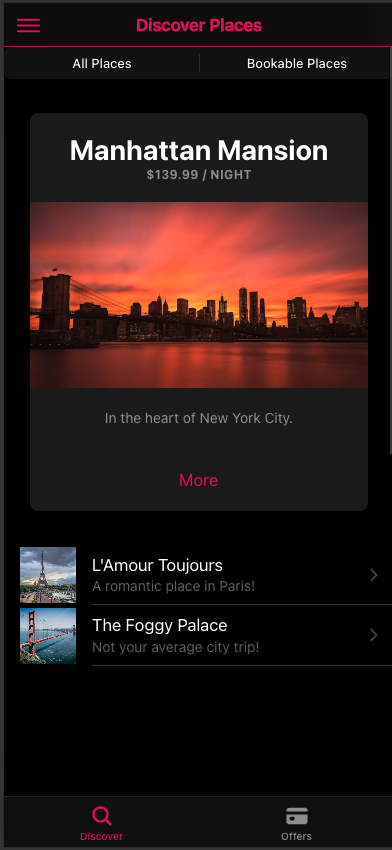 Discover Places
All Places
Bookable Places
Manhattan Mansion
$139.99 / NIGHT
In the heart of New York City.
More
L'Amour Toujours
A romantic place in Paris!
The Foggy Palace
Not your average city trip!
Discover
Offers